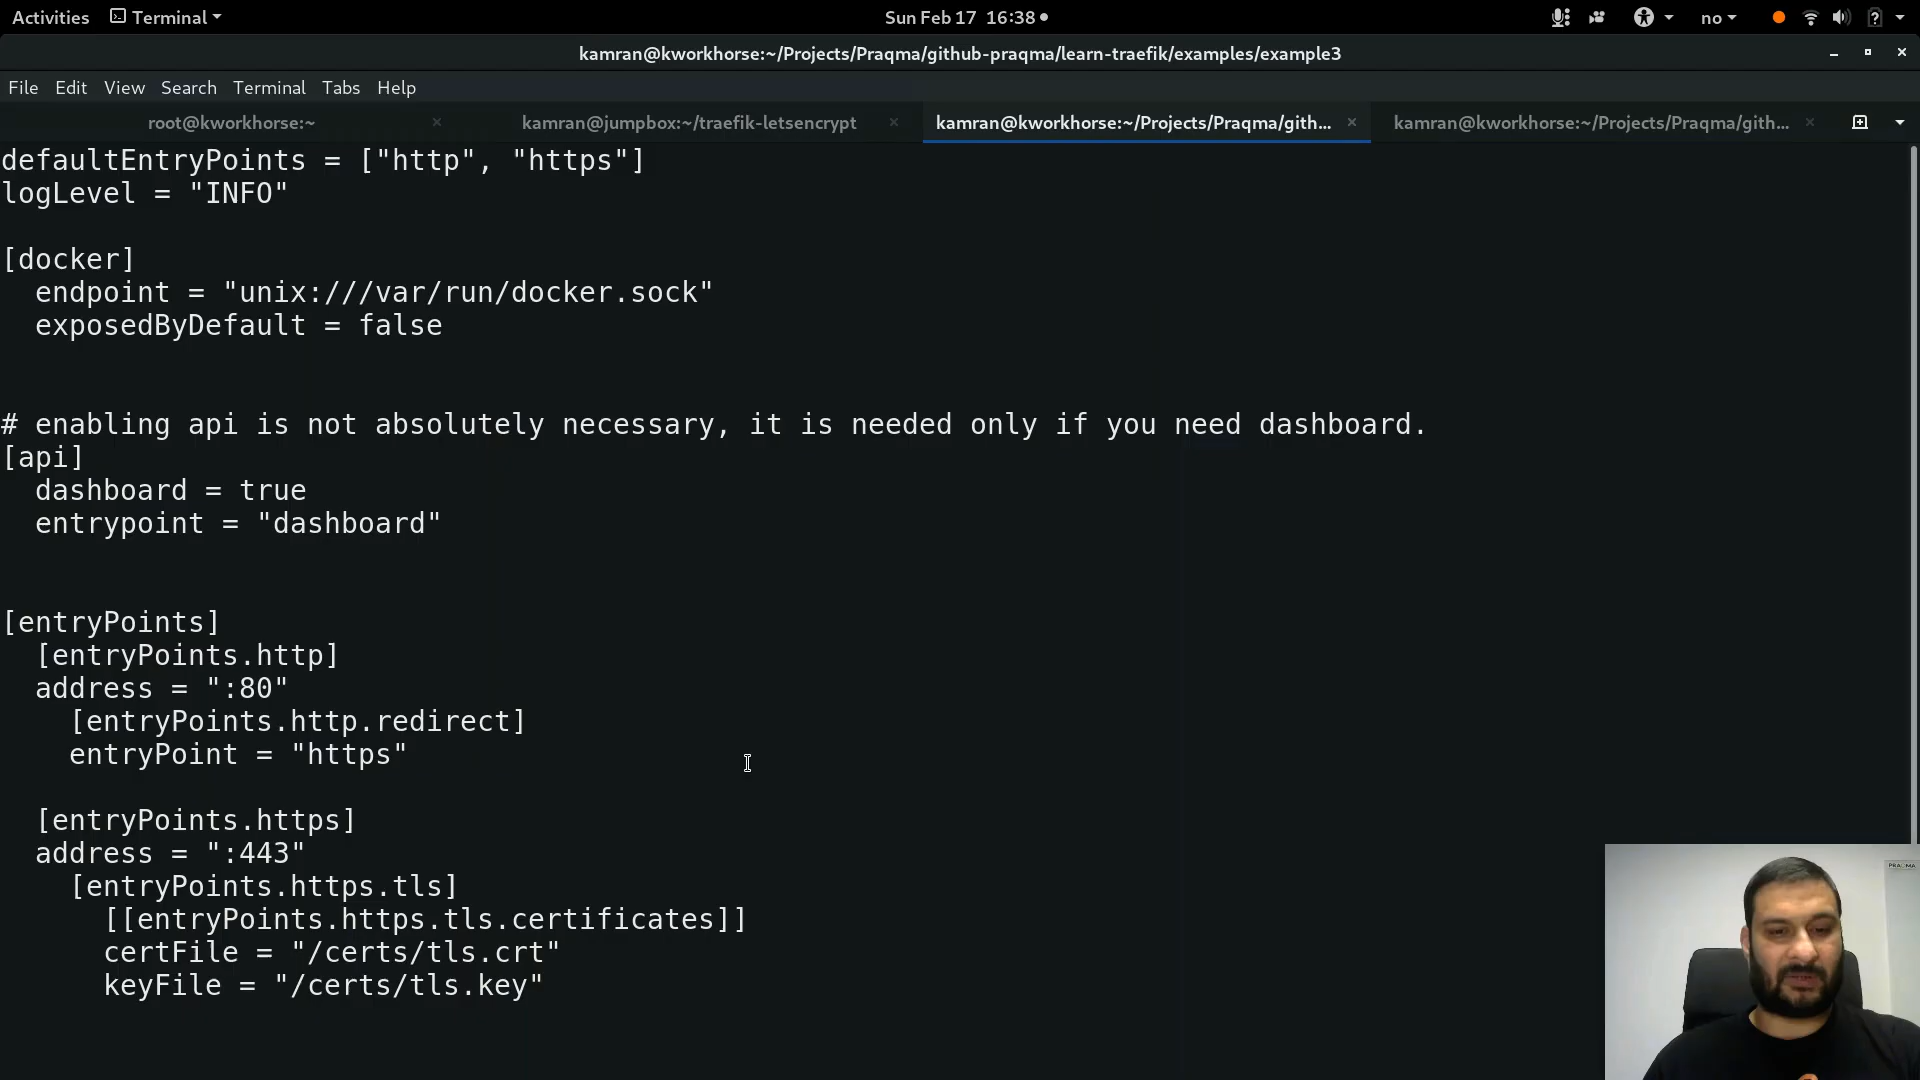 Activities Terminal Sun Feb 17 16:38 no
kamran@kworkhorse:~/Projects/Praqma/github-praqma/learn-traefik/examples/example3
File Edit View Search Terminal Tabs Help
root@kworkhorse:~ kamran@jumpbox:~/traefik-letsencrypt kamran@kworkhorse:~/Projects/Praqma/gith... kamran@kworkhorse:~/Projects/Praqma/gith...
defaultEntryPoints = ["http", "https"]
logLevel = "INFO"
[docker]
endpoint = "unix:///var/run/docker.sock"
exposedByDefault = false
# enabling api is not absolutely necessary, it is needed only if you need dashboard.
[api]
dashboard = true
entrypoint = "dashboard"
[entryPoints]
[entryPoints.http]
address = ":80"
[entryPoints.http.redirect]
entryPoint = "https"
[entryPoints.https]
address = ":443"
[entryPoints.https.tls]
[[entryPoints.https.tls.certificates]]
certFile = "/certs/tls.crt"
keyFile = "/certs/tls.key"
PRAQMA